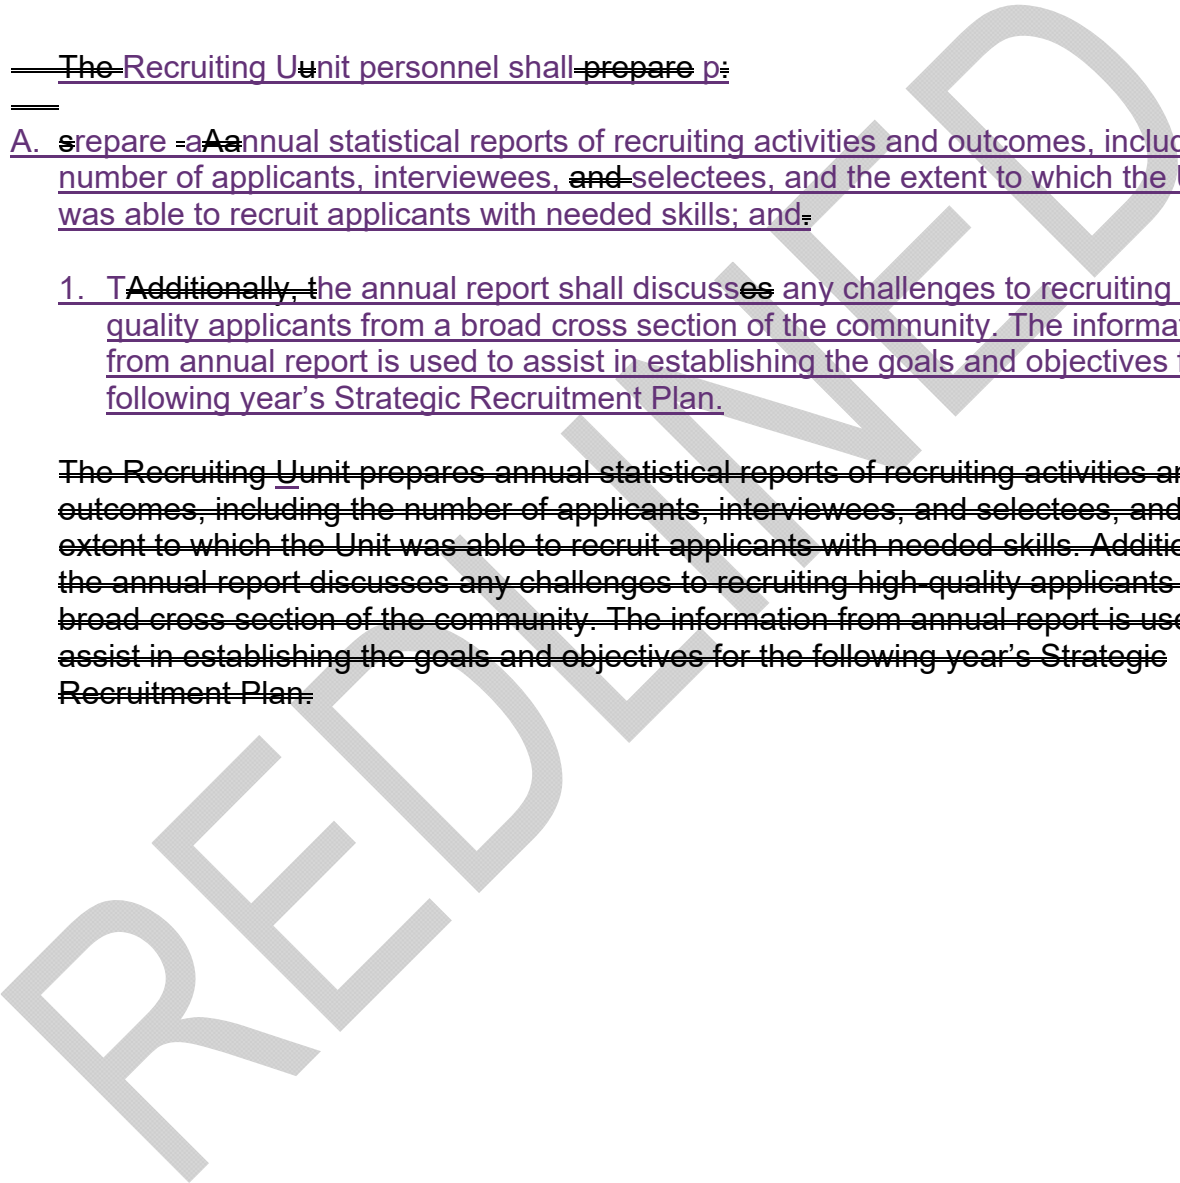 The Recruiting Uunit personnel shall prepare p:
A. srepare -aAannual statistical reports of recruiting activities and outcomes,
number of applicants, interviewees, and selectees, and the extent to which the
was able to recruit applicants with needed skills; and.
1. TAdditionally, the annual report shall discusses any challenges to recruiting
quality applicants from a broad cross section of the community. The
from annual report is used to assist in establishing the goals and objectives
following year’s Strategic Recruitment Plan.
The Recruiting Uunit prepares annual statistical reports of recruiting activities
outcomes, including the number of applicants, interviewees, and selectees, and
extent to which the Unit was able to recruit applicants with needed skills.
the annual report discusses any challenges to recruiting high-quality applicants
broad cross section of the community. The information from annual report is
assist in establishing the goals and objectives for the following year’s Strategic
Recruitment Plan.
REDLINED